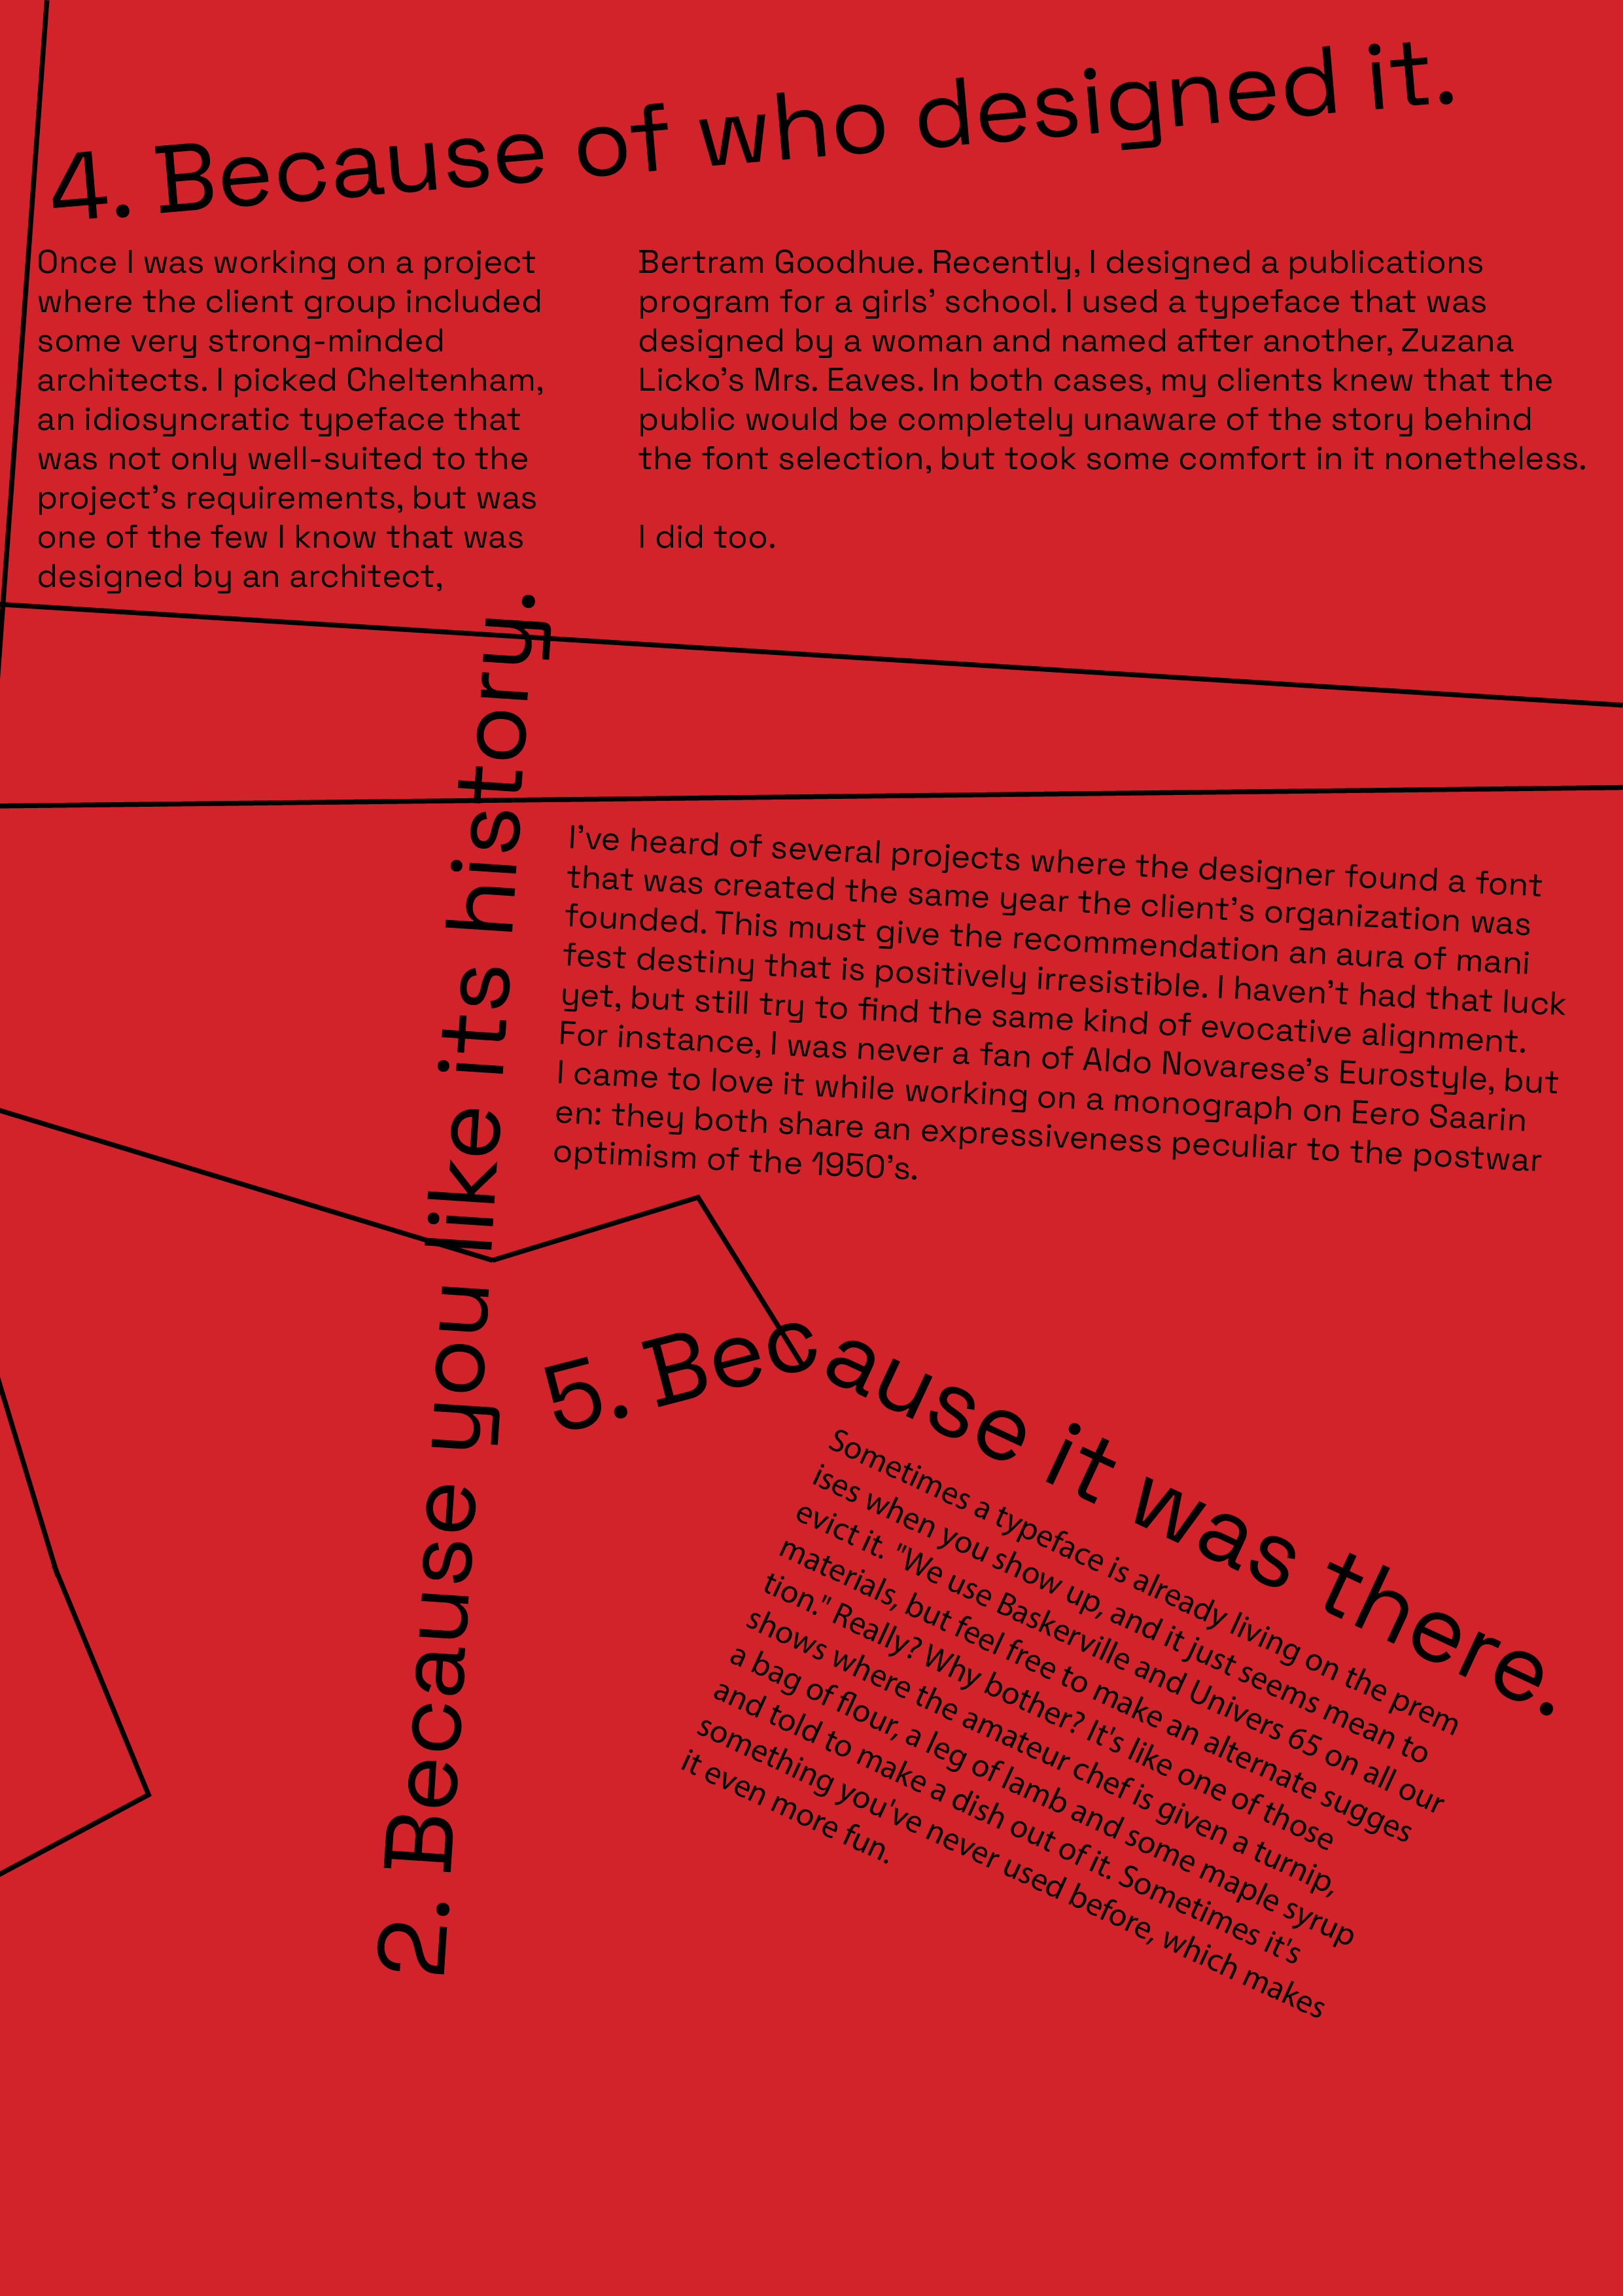 4. Because of who designed it.
Once I was working on a project
where the client group included
some very strong-minded
architects. I picked Cheltenham,
an idiosyncratic typeface that
was not only well-suited to the
project’s requirements, but was
one of the few I know that was
designed by an architect,
Bertram Goodhue. Recently, I designed a publications
program for a girls’ school. I used a typeface that was
designed by a woman and named after another, Zuzana
Licko’s Mrs. Eaves. In both cases, my clients knew that the
public would be completely unaware of the story behind
the font selection, but took some comfort in it nonetheless.
I did too.
2. Because you like its history.
I’ve heard of several projects where the designer found a font
that was created the same year the client’s organization was
founded. This must give the recommendation an aura of mani
fest destiny that is positively irresistible. I haven’t had that luck
yet, but still try to find the same kind of evocative alignment.
For instance, I was never a fan of Aldo Novarese’s Eurostyle, but
I came to love it while working on a monograph on Eero Saarin
en: they both share an expressiveness peculiar to the postwar
optimism of the 1950’s.
5. Because it was there.
Sometimes a typeface is already living on the prem
ises when you show up, and it just seems mean to
evict it. "We use Baskerville and Univers 65 on all our
materials, but feel free to make an alternate sugges
tion." Really? Why bother? It's like one of those
shows where the amateur chef is given a turnip,
a bag of flour, a leg of lamb and some maple syrup
and told to make a dish out of it. Sometimes it's
something you've never used before, which makes
it even more fun.